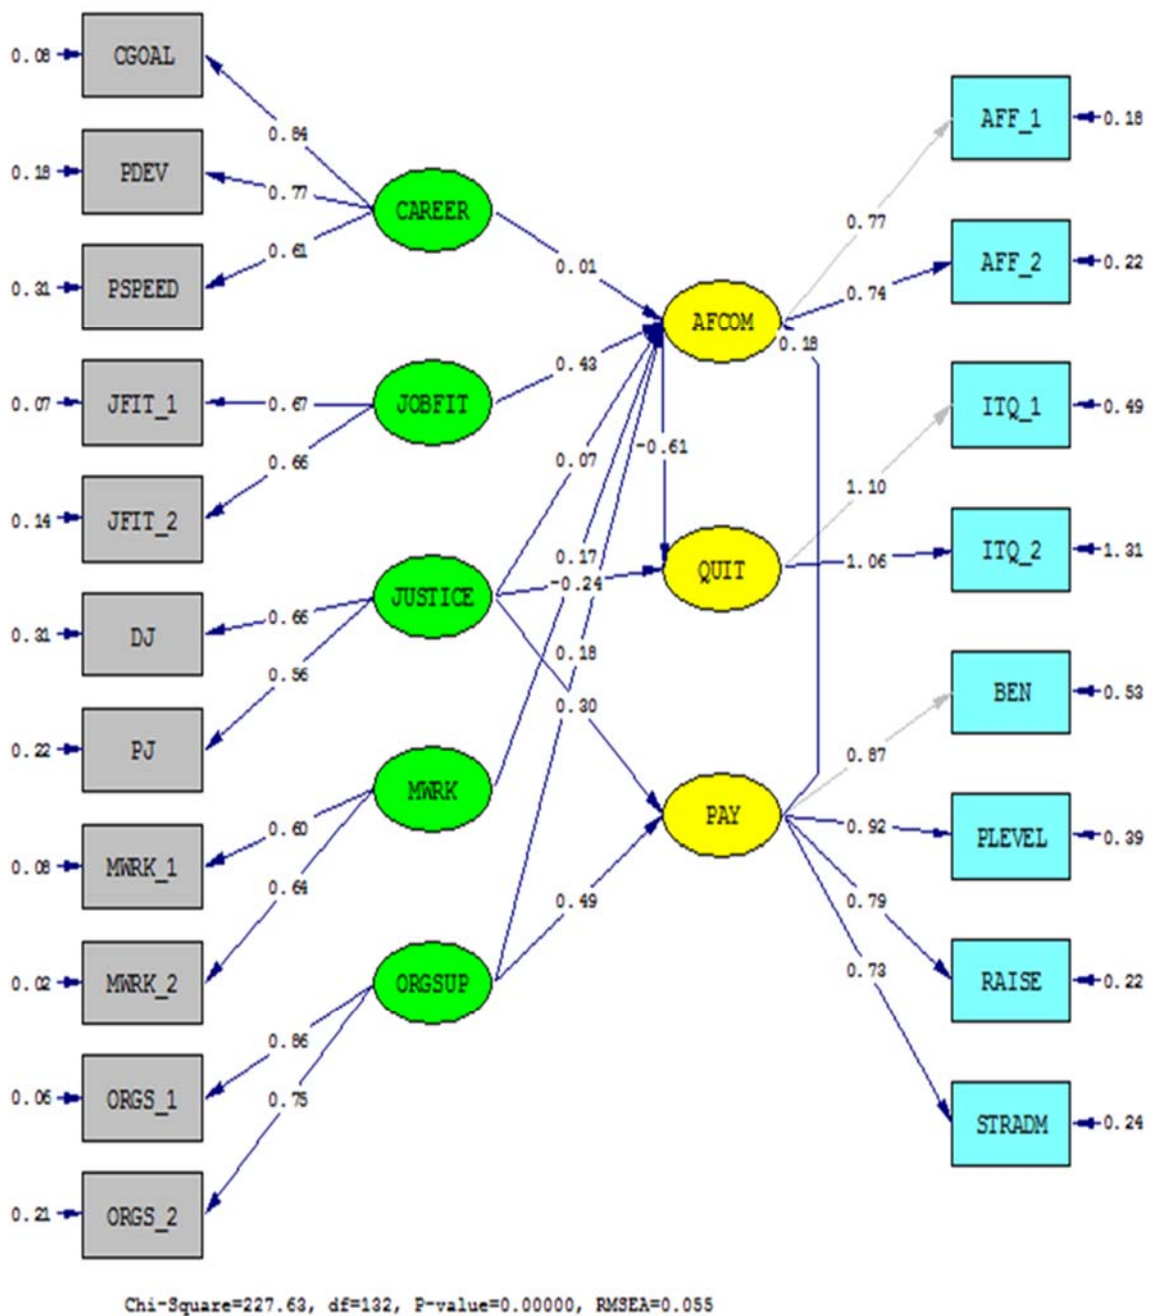 0.08 CGOAL
0.84
0.18 PDEV
0.77
0.31 PSPEED
0.61
0.07 JFIT_1
0.67
0.14 JFIT_2
0.66
0.31 DJ
0.66
0.22 PJ
0.56
0.08 MWRK_1
0.60
0.02 MWRK_2
0.64
0.06 ORGS_1
0.86
0.21 ORGS_2
0.75
CAREER
JOBFIT
JUSTICE
MWRK
ORGSUP
0.01
0.43
0.07
-0.61
0.17
-0.24
0.18
0.30
0.49
AFCOM
0.18
QUIT
PAY
0.77
0.74
1.10
1.06
0.87
0.92
0.79
0.73
AFF_1 0.18
AFF_2 0.22
ITQ_1 0.49
ITQ_2 1.31
BEN 0.53
PLEVEL 0.39
RAISE 0.22
STRADM 0.24
Chi-Square=227.63, df=132, P-value=0.00000, RMSEA=0.055